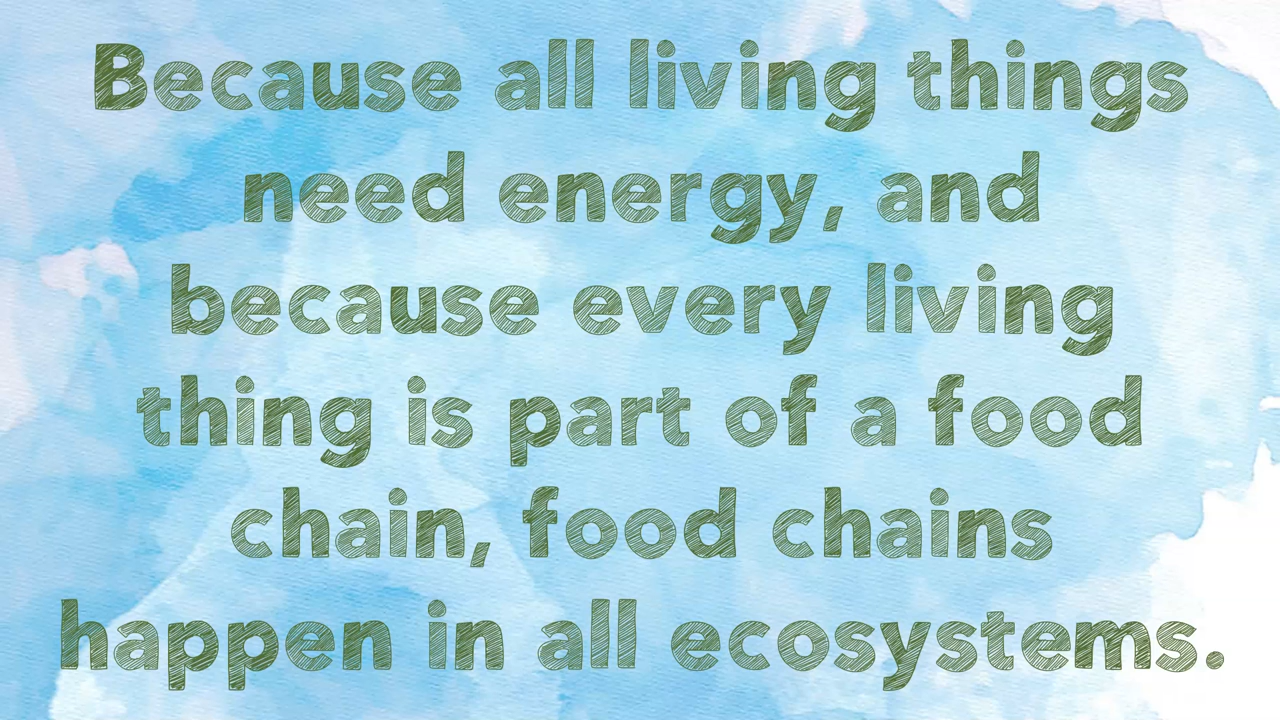 Because all living things
need energy, and
because every living
thing is part of a food
chain, food chains
happen in all ecosystems.